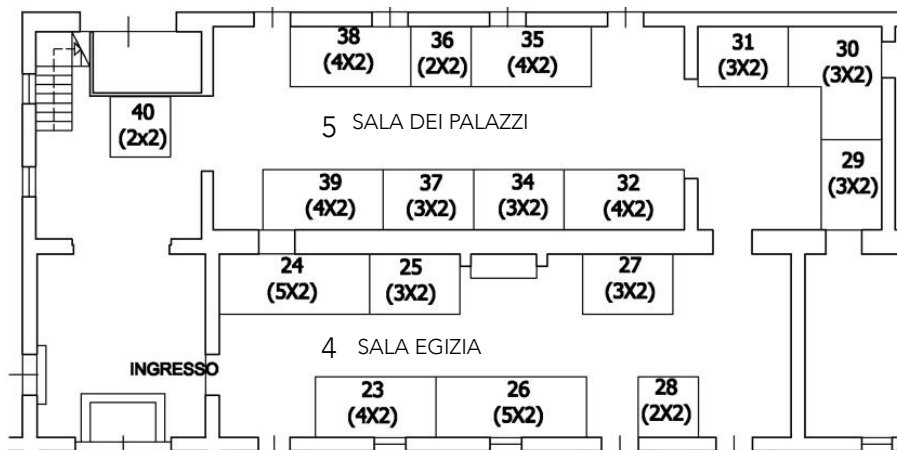 38
(4X2)
36
(2X2)
35
(4X2)
31
(3X2)
30
(3X2)
40
(2x2)
5 SALA DEI PALAZZI
29
(3X2)
39
(4X2)
37
(3X2)
34
(3X2)
32
(4X2)
24
(5X2)
25
(3X2)
27
(3X2)
4 SALA EGIZIA
INGRESSO
23
(4X2)
26
(5X2)
28
(2X2)